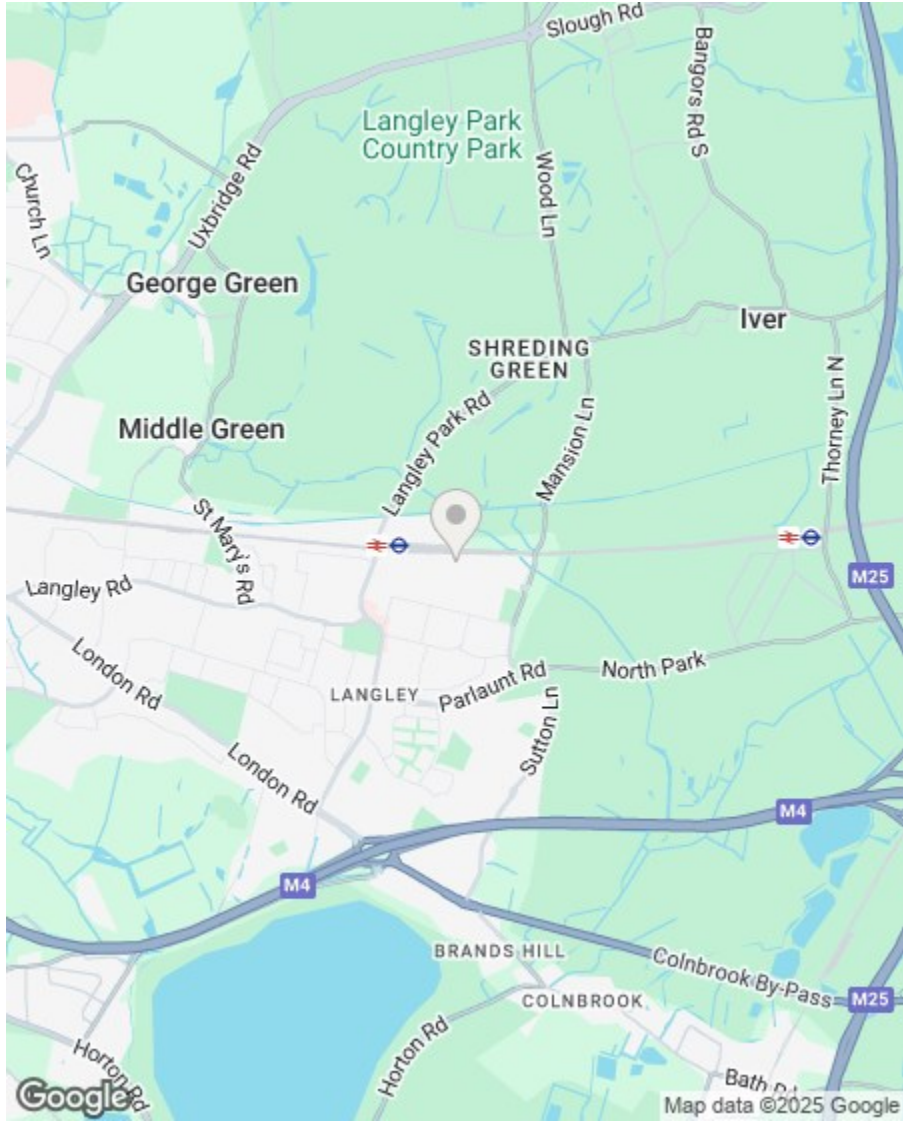 Slough Rd
Bangors Rd S
Langley Park
Country Park
Wood Ln
Church Ln
Uxbridge Rd
George Green
Iver
SHREDING
GREEN
Langley Park Rd
Mansion Ln
Thorney Ln N
Middle Green
St Mary's Rd
M25
Langley Rd
London Rd
North Park
Parlaunt Rd
LANGLEY
Sutton Ln
London Rd
M4
M4
BRANDS HILL
Colnbrook By-Pass
M25
COLNBROOK
Horton Rd
Horton Rd
Bath Rd
Google
Map data ©2025 Google